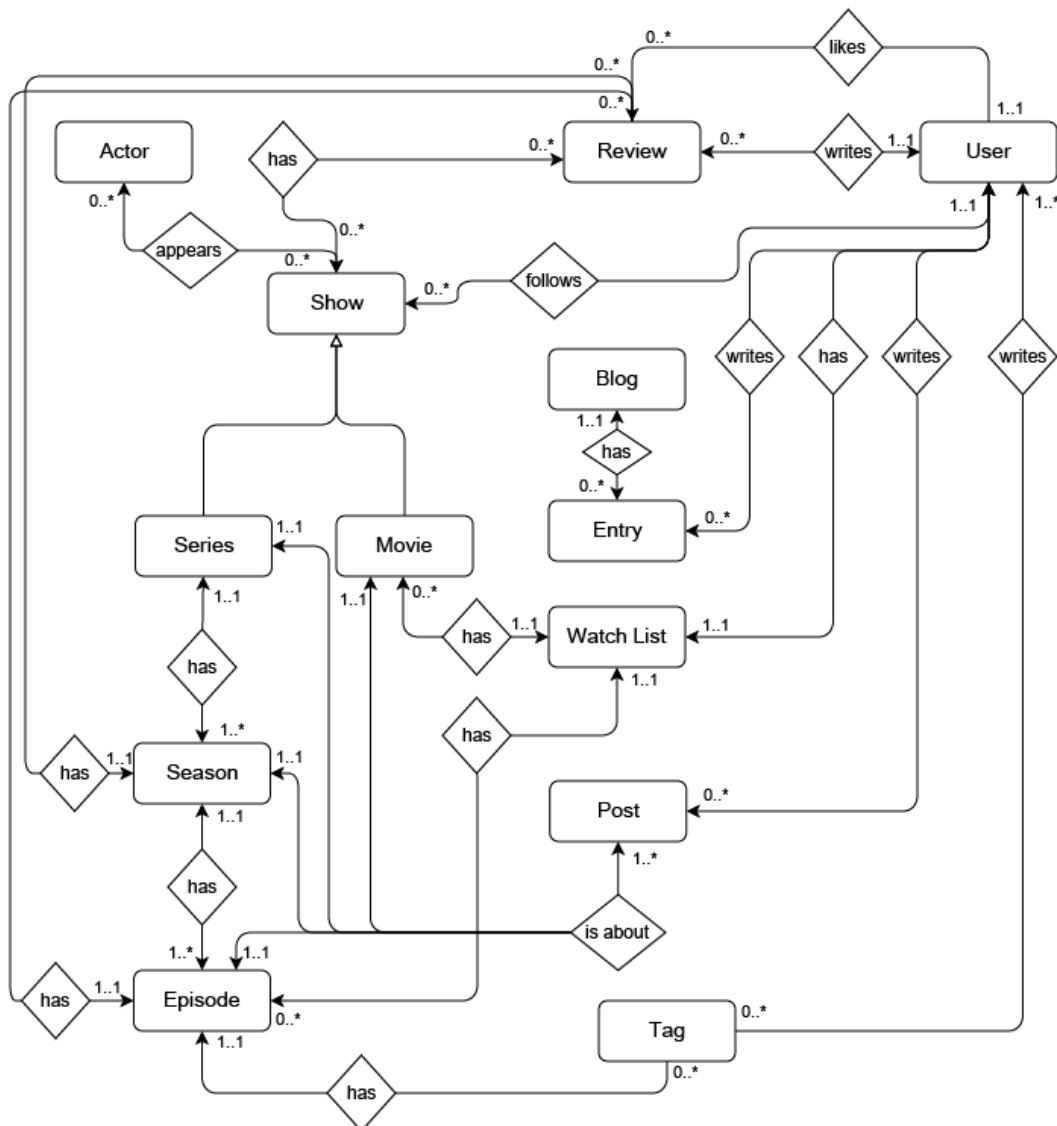 likes
0..*
0..*
0..*
1..1
Actor
has
0..*
Review
0..*
writes
1..1
User
0..*
0..*
1..1
1..*
appears
0..*
Show
0..*
follows
writes
has
writes
writes
Blog
1..1
has
0..*
Series
1..1
Movie
Entry
0..*
1..1
1..1
0..*
has
1..1
Watch List
1..1
has
1..1
has
1..*
has
1..1
Season
1..1
1..1
Post
0..*
1..*
has
is about
1..*
1..1
has
1..1
Episode
0..*
1..1
Tag
0..*
0..*
has